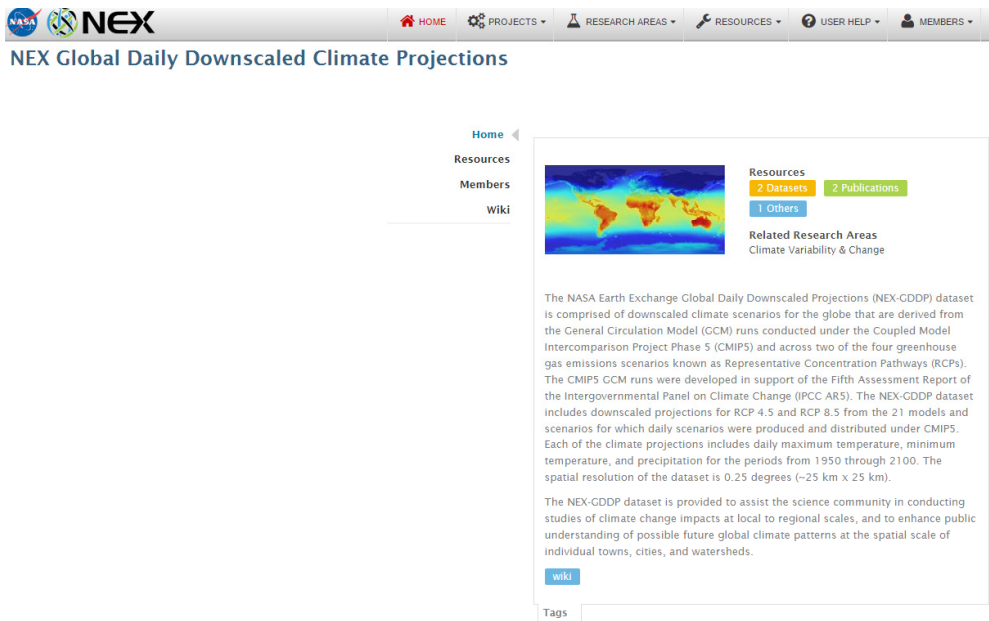 NASA NEX HOME PROJECTS RESEARCH AREAS RESOURCES USER HELP MEMBERS
NEX Global Daily Downscaled Climate Projections
Home
Resources
Members
Wiki
Resources
2 Datasets 2 Publications
1 Others
Related Research Areas
Climate Variability & Change
The NASA Earth Exchange Global Daily Downscaled Projections (NEX-GDDP) dataset
is comprised of downscaled climate scenarios for the globe that are derived from
the General Circulation Model (GCM) runs conducted under the Coupled Model
Intercomparison Project Phase 5 (CMIP5) and across two of the four greenhouse
gas emissions scenarios known as Representative Concentration Pathways (RCPs).
The CMIP5 GCM runs were developed in support of the Fifth Assessment Report of
the Intergovernmental Panel on Climate Change (IPCC AR5). The NEX-GDDP dataset
includes downscaled projections for RCP 4.5 and RCP 8.5 from the 21 models and
scenarios for which daily scenarios were produced and distributed under CMIP5.
Each of the climate projections includes daily maximum temperature, minimum
temperature, and precipitation for the periods from 1950 through 2100. The
spatial resolution of the dataset is 0.25 degrees (~25 km x 25 km).
The NEX-GDDP dataset is provided to assist the science community in conducting
studies of climate change impacts at local to regional scales, and to enhance public
understanding of possible future global climate patterns at the spatial scale of
individual towns, cities, and watersheds.
wiki
Tags